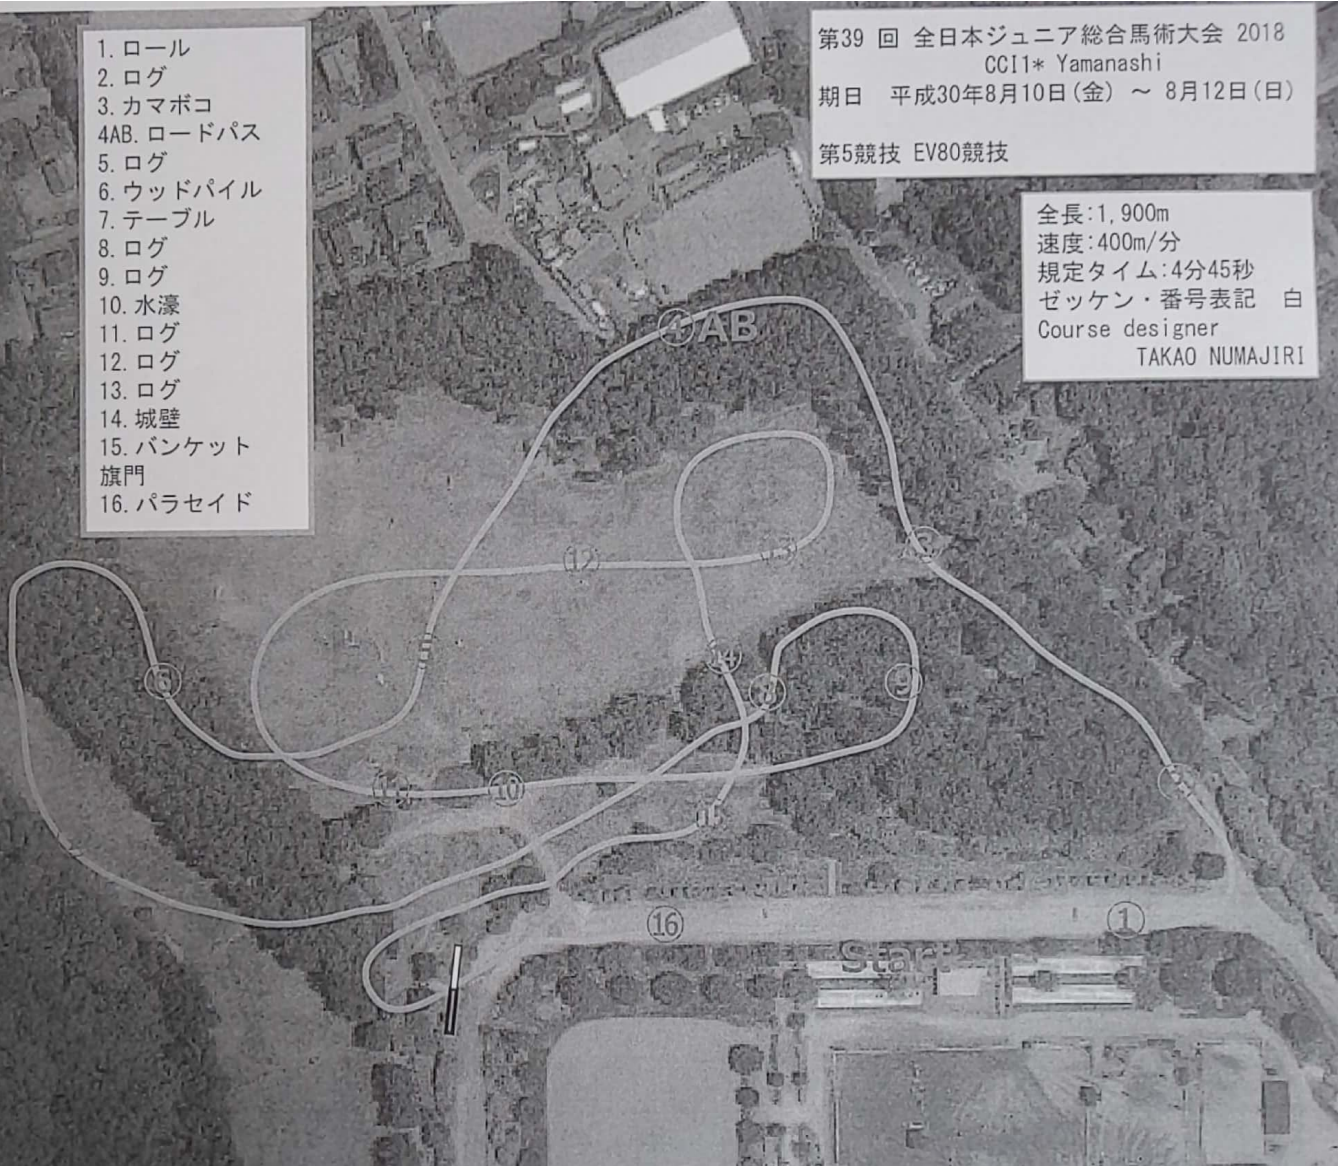 1. ロール
2. ログ
3. カマボコ
4AB. ロードパス
5. ログ
6. ウッドパイル
7. テーブル
8. ログ
9. ログ
10. 水濠
11. ログ
12. ログ
13. ログ
14. 城壁
15. バンケット
旗門
16. パラセイド
第39 回 全日本ジュニア総合馬術大会 2018
CCI1* Yamanashi
期日 平成30年8月10日(金) ～ 8月12日(日)
第5競技 EV80競技
全長:1,900m
速度:400m/分
規定タイム:4分45秒
ゼッケン・番号表記 白
Course designer
TAKAO NUMAJIRI
④AB
⑫
⑧
⑨
⑩
⑯
①
Start